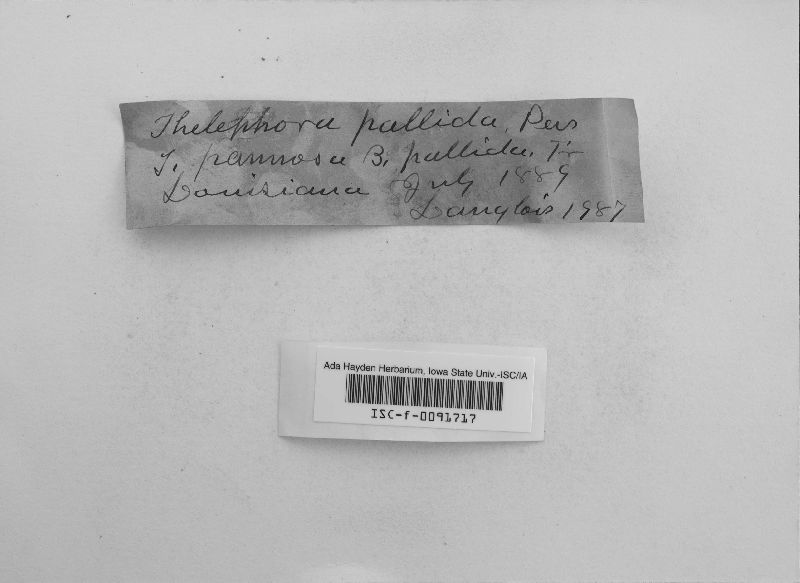 Thelephora pallida, Pers
T, pannosa B, pallida, Fr
Louisiana July 1889
Langlois 1987
Ada Hayden Herbarium, Iowa State Univ.-ISC/IA
ISC-f-0091717